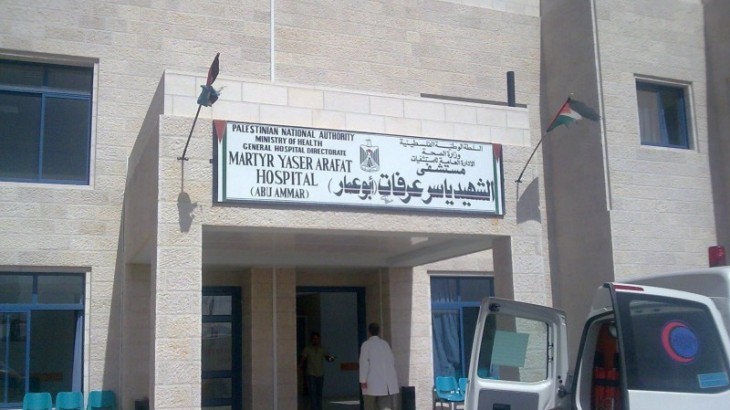 PALESTINIAN NATIONAL AUTHORITY
MINISTRY OF HEALTH
GENERAL HOSPITAL DIRECTORATE
MARTYR YASER ARAFAT
HOSPITAL
(ABU AMMAR)
السلطة الوطنية الفلسطينية
وزارة الصحة
الادارة العامة للمستشفيات
مستشفى
الشهيد ياسر عرفات (أبو عمار)